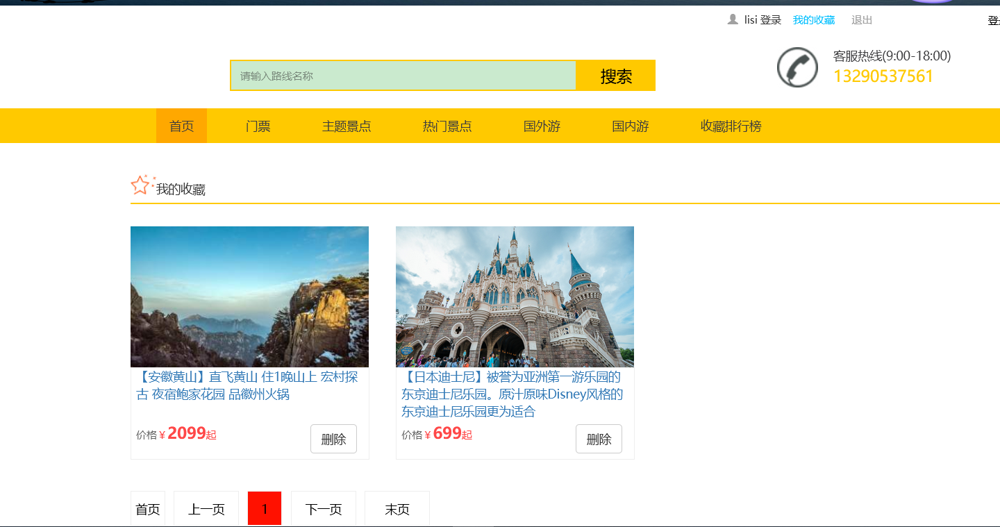 lisi 登录 我的收藏 退出
请输入路线名称 搜索
客服热线(9:00-18:00)
13290537561
首页 门票 主题景点 热门景点 国外游 国内游 收藏排行榜
我的收藏
【安徽黄山】直飞黄山 住1晚山上 宏村探
古 夜宿鲍家花园 品徽州火锅
价格￥2099起 删除
【日本迪士尼】被誉为亚洲第一游乐园的
东京迪士尼乐园。原汁原味Disney风格的
东京迪士尼乐园更为适合
价格￥699起 删除
首页 上一页 1 下一页 末页